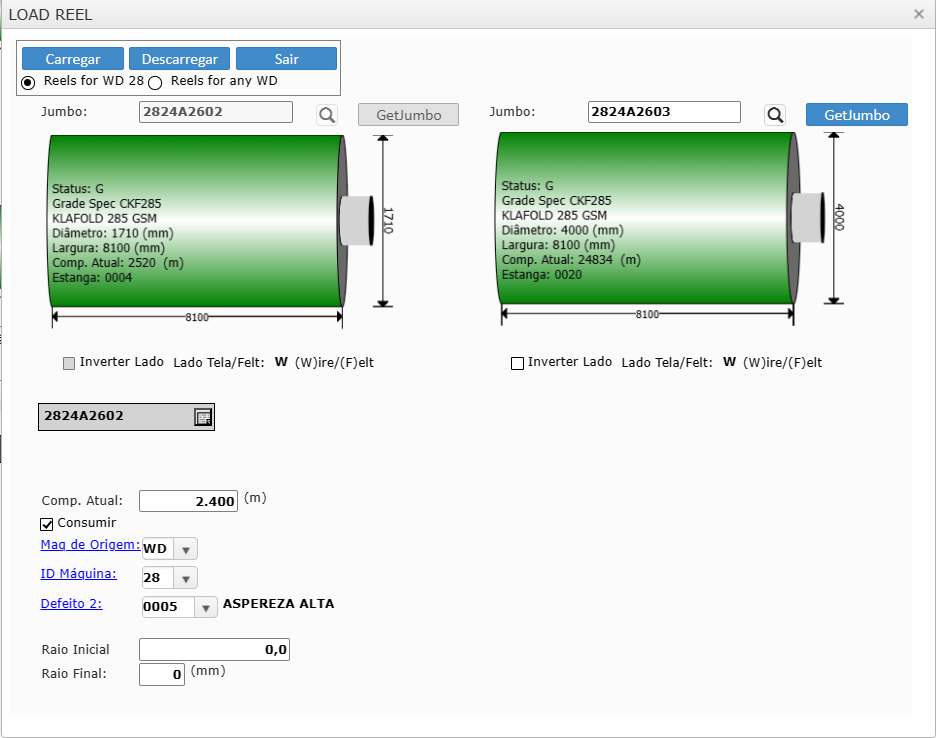 LOAD REEL
Carregar Descarregar Sair
Reels for WD 28 Reels for any WD
Jumbo: 2824A2602 GetJumbo
Status: G
Grade Spec CKF285
KLAFOLD 285 GSM
Diâmetro: 1710 (mm)
Largura: 8100 (mm)
Comp. Atual: 2520 (m)
Estanga: 0004
1710
8100
Inverter Lado Lado Tela/Felt: W (W)ire/(F)elt
Jumbo: 2824A2603 GetJumbo
Status: G
Grade Spec CKF285
KLAFOLD 285 GSM
Diâmetro: 4000 (mm)
Largura: 8100 (mm)
Comp. Atual: 24834 (m)
Estanga: 0020
4000
8100
Inverter Lado Lado Tela/Felt: W (W)ire/(F)elt
2824A2602
Comp. Atual: 2.400 (m)
Consumir
Maq de Origem: WD
ID Máquina: 28
Defeito 2: 0005 ASPEREZA ALTA
Raio Inicial 0,0
Raio Final: 0 (mm)